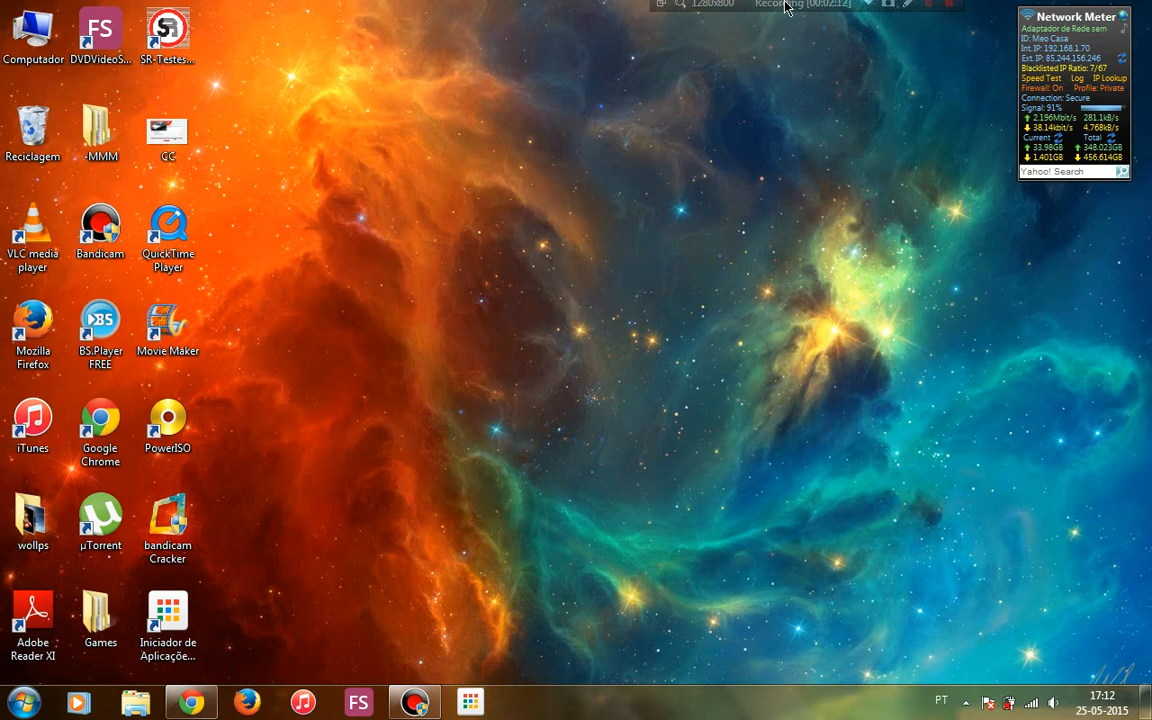 1280x800 Recording [00:02:12]
Computador
DVDVideoS...
SR-Testes...
Reciclagem
-MMM
CC
VLC media
player
Bandicam
QuickTime
Player
Mozilla
Firefox
BS.Player
FREE
Movie Maker
iTunes
Google
Chrome
PowerISO
wollps
µTorrent
bandicam
Cracker
Adobe
Reader XI
Games
Iniciador de
Aplicaçõe...
Network Meter
Adaptador de Rede sem
ID: Meo Casa
Int. IP: 192.168.1.70
Ext. IP: 85.244.156.246
Blacklisted IP Ratio: 7/67
Speed Test Log IP Lookup
Firewall: On Profile: Private
Connection: Secure
Signal: 91%
2.196Mbit/s 281.1kB/s
38.14kbit/s 4.768kB/s
Current Total
33.98GB 348.023GB
1.401GB 456.614GB
Yahoo! Search
FS
PT
17:12
25-05-2015